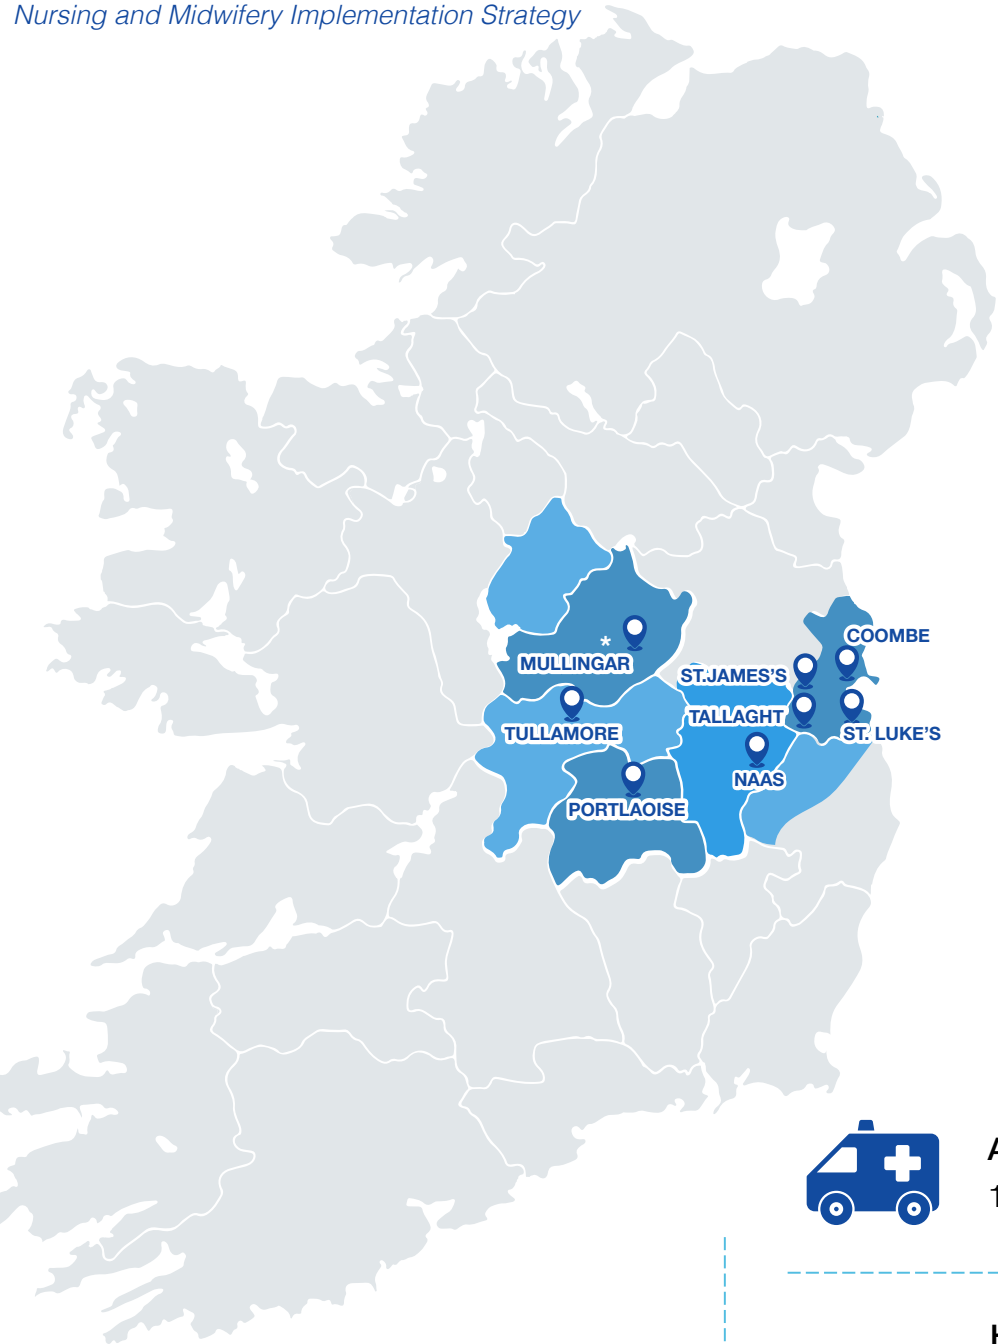 Nursing and Midwifery Implementation Strategy
COOMBE
*
MULLINGAR
ST.JAMES'S
TALLAGHT
TULLAMORE
ST. LUKE'S
NAAS
PORTLAOISE